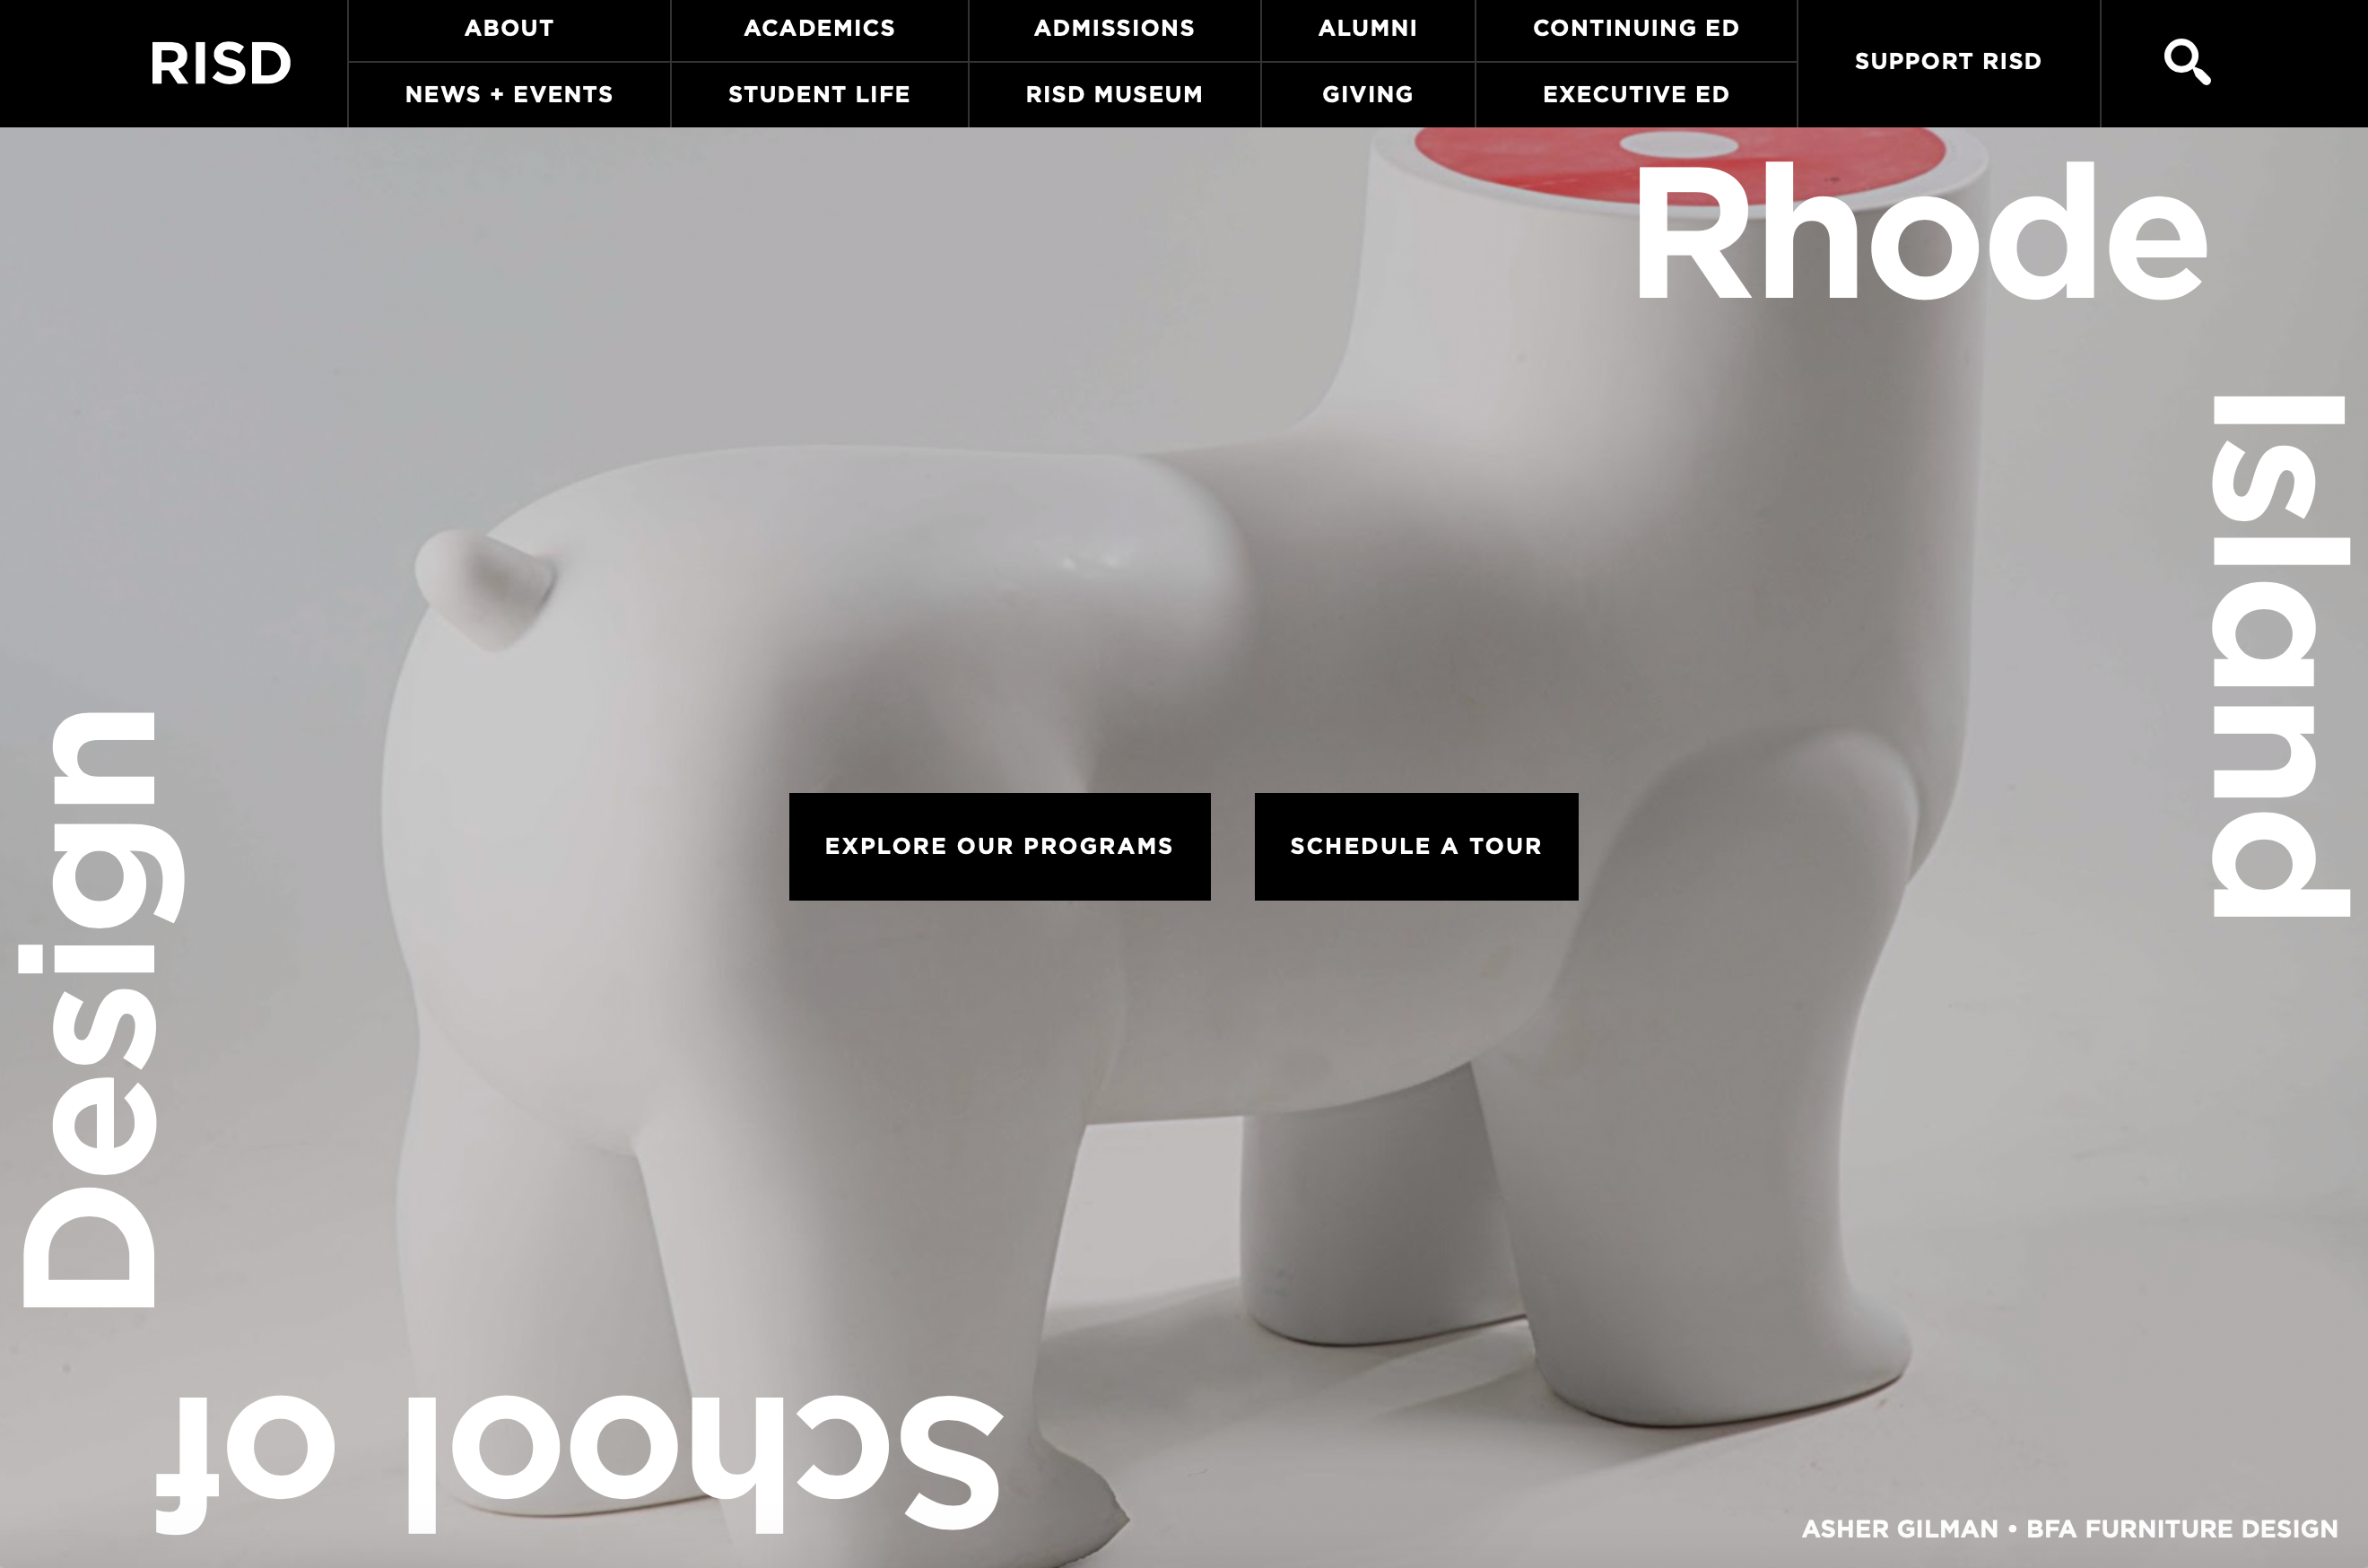 RISD
ABOUT
ACADEMICS
ADMISSIONS
ALUMNI
CONTINUING ED
NEWS + EVENTS
STUDENT LIFE
RISD MUSEUM
GIVING
EXECUTIVE ED
SUPPORT RISD
Rhode
Island
School of
Design
EXPLORE OUR PROGRAMS
SCHEDULE A TOUR
ASHER GILMAN • BFA FURNITURE DESIGN